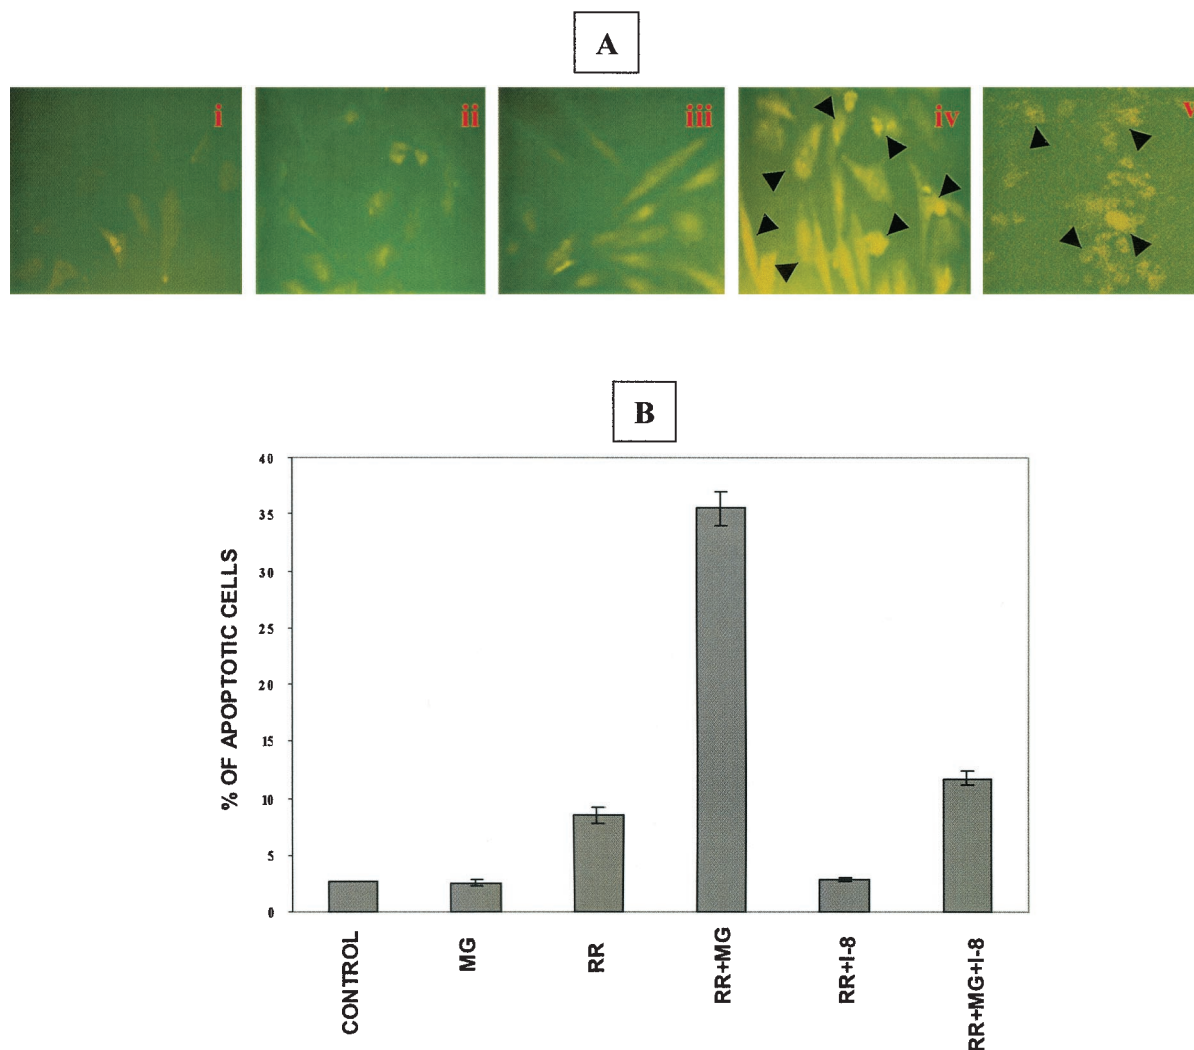 A
i ii iii iv v
B
40
35
30
25
20
15
10
5
0
% OF APOPTOTIC CELLS
CONTROL MG RR RR+MG RR+I-8 RR+MG+I-8